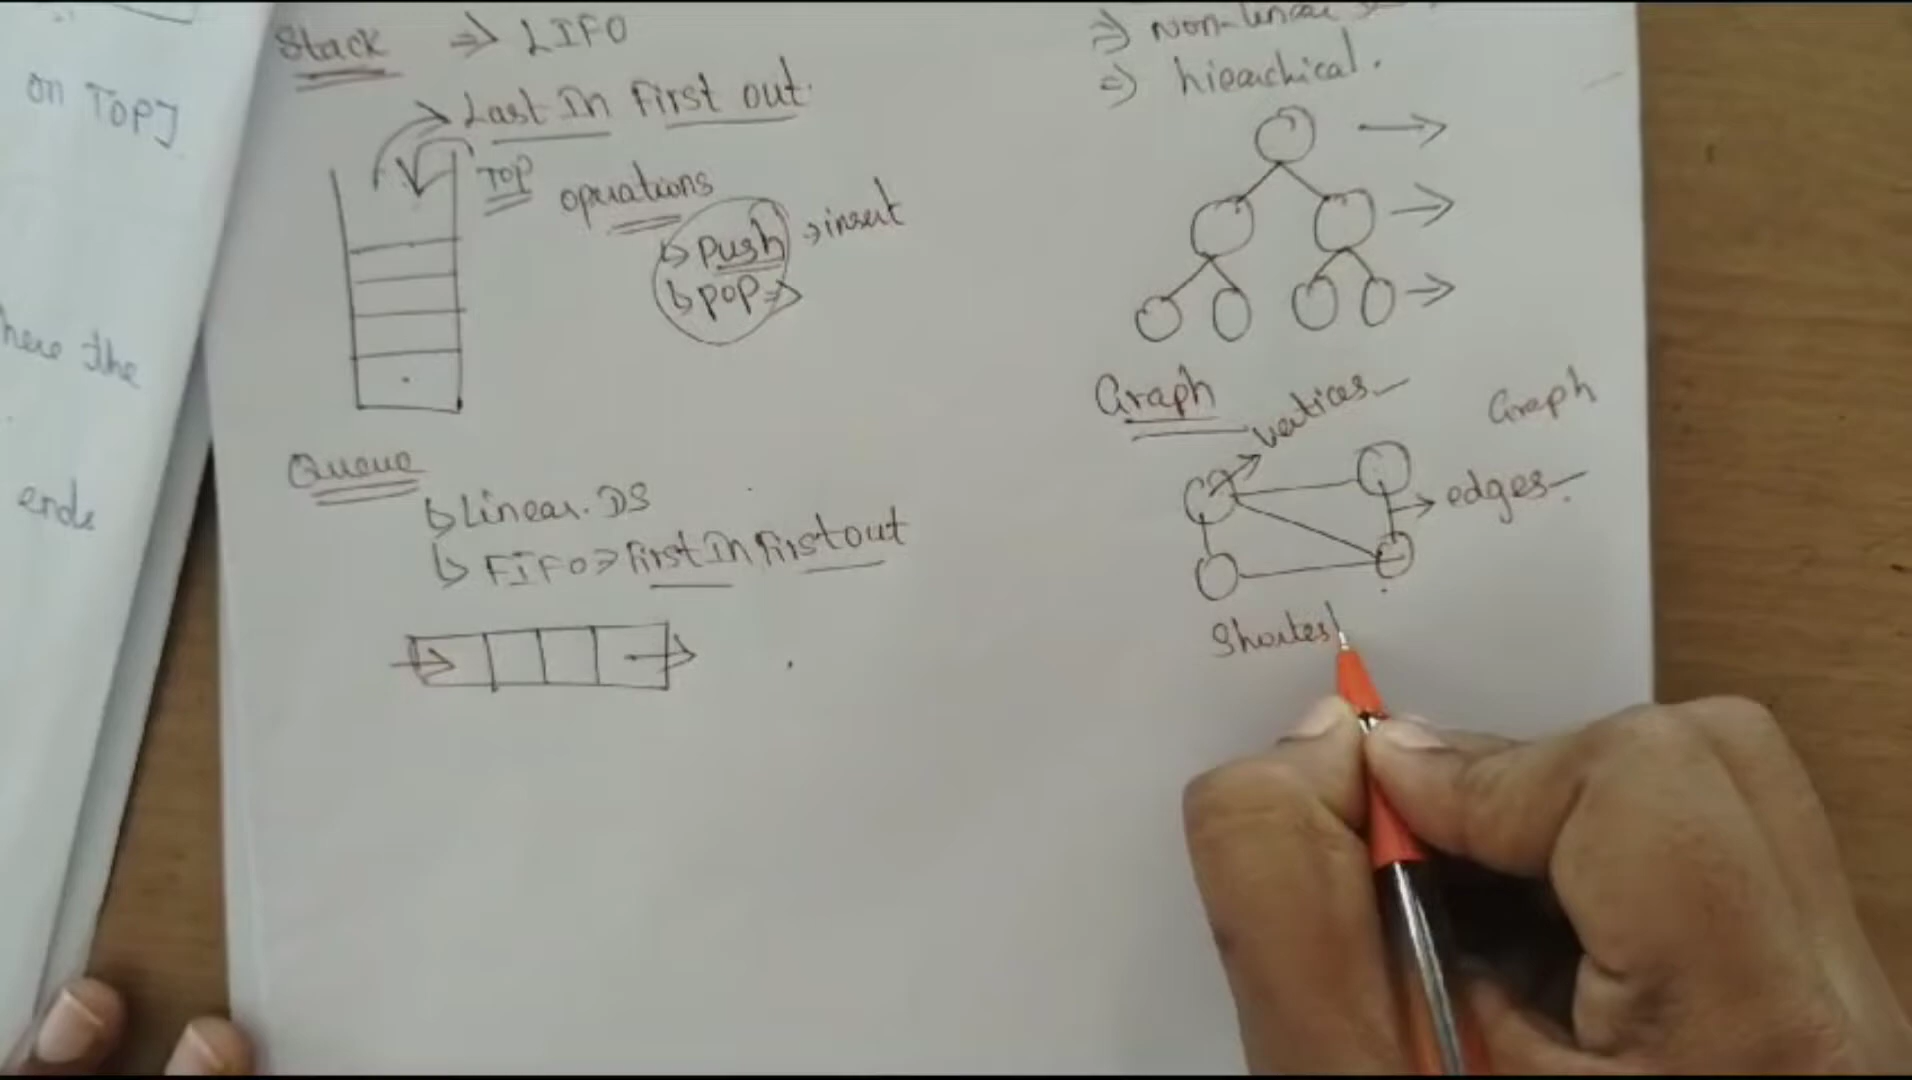 on TOP]
here the
ends
Stack ⇒ LIFO
Last In First out.
TOP
operations
↳ push → insert
↳ pop ⇒
Queue
↳ Linear. DS
↳ FIFO ⇒ First In First out
⇒ Non-linear
⇒ hierarchical.
Graph
vertices
Graph
edges
Shortest